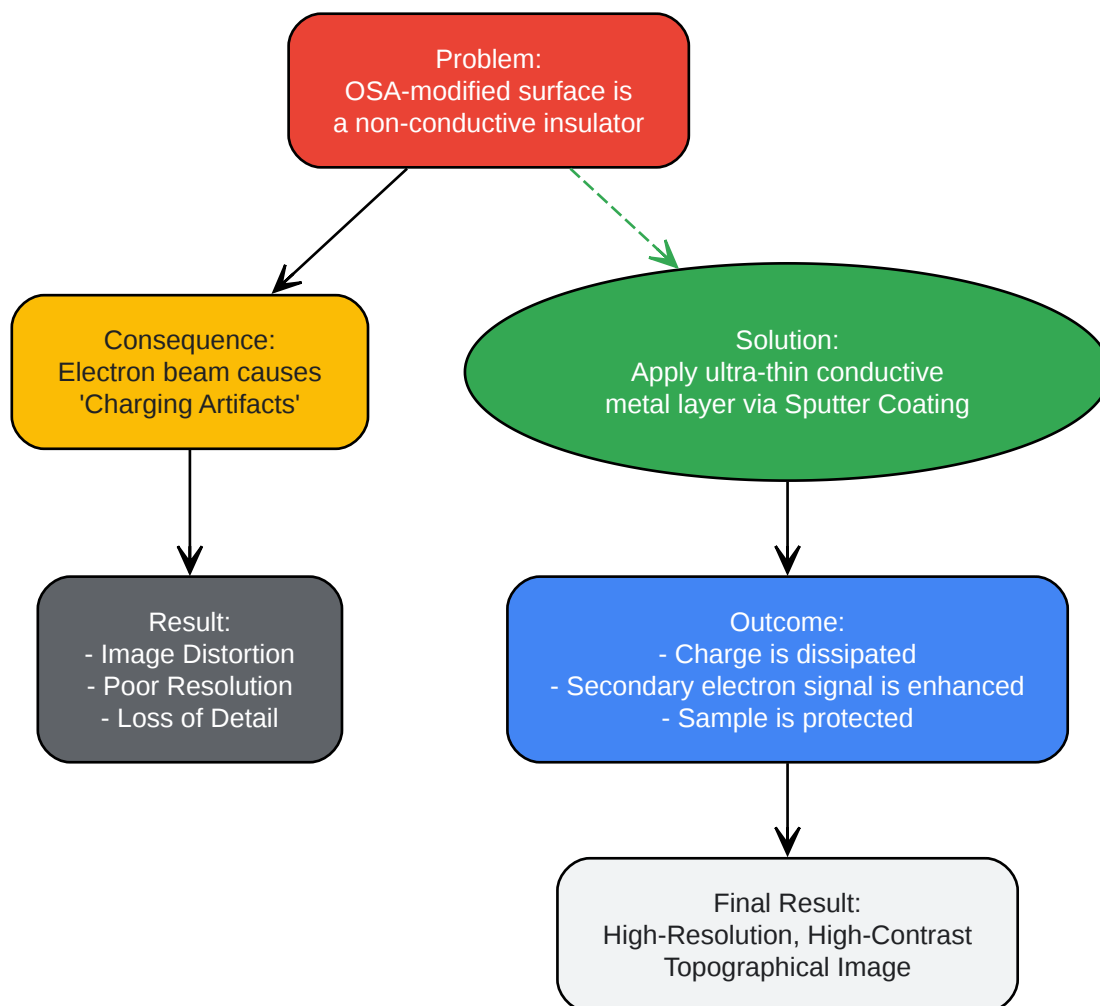 Problem:
OSA-modified surface is
a non-conductive insulator
Consequence:
Electron beam causes
'Charging Artifacts'
Solution:
Apply ultra-thin conductive
metal layer via Sputter Coating
Result:
- Image Distortion
- Poor Resolution
- Loss of Detail
Outcome:
- Charge is dissipated
- Secondary electron signal is enhanced
- Sample is protected
Final Result:
High-Resolution, High-Contrast
Topographical Image